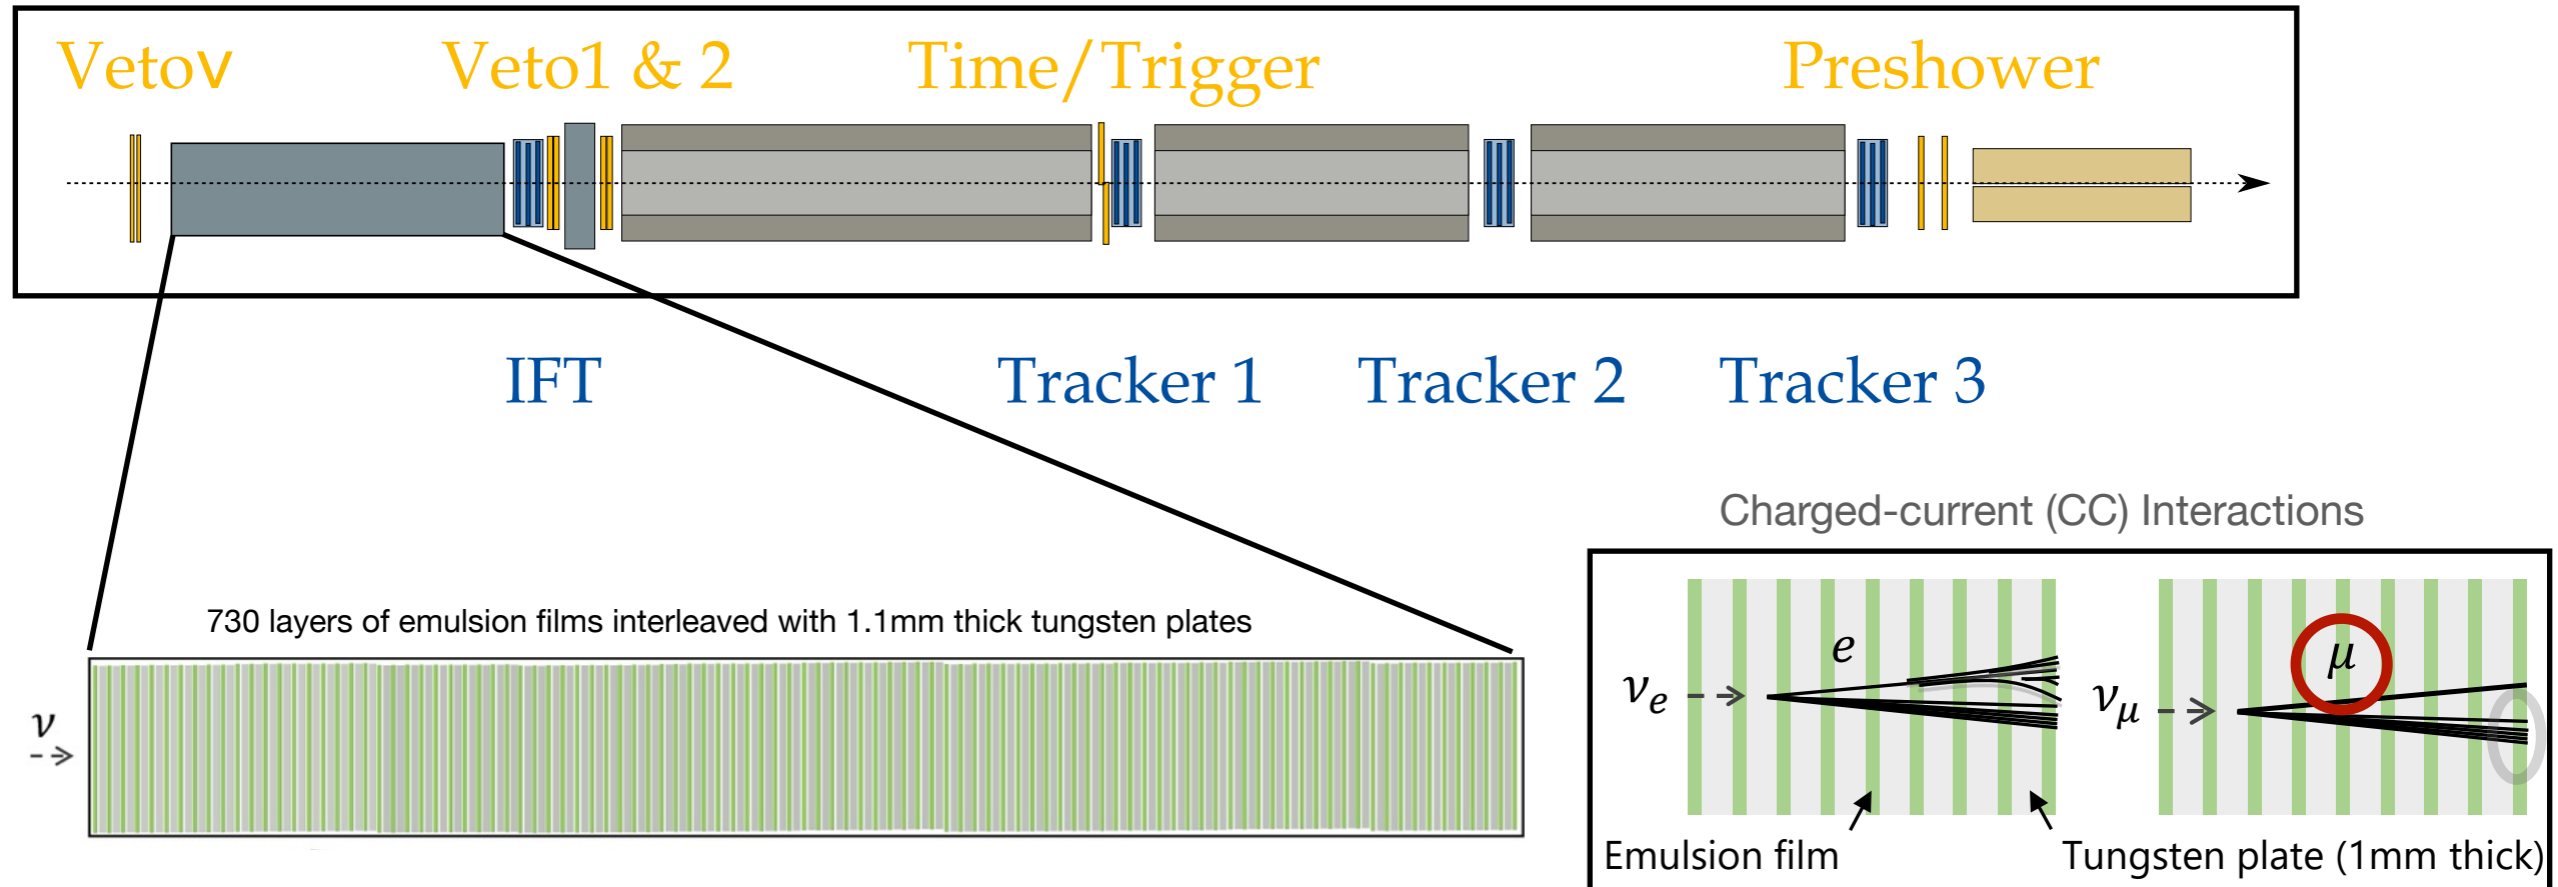 Vetoν Veto1 & 2 Time/Trigger Preshower
IFT Tracker 1 Tracker 2 Tracker 3
Charged-current (CC) Interactions
730 layers of emulsion films interleaved with 1.1mm thick tungsten plates
ν
e
νe
μ
νμ
Emulsion film
Tungsten plate (1mm thick)